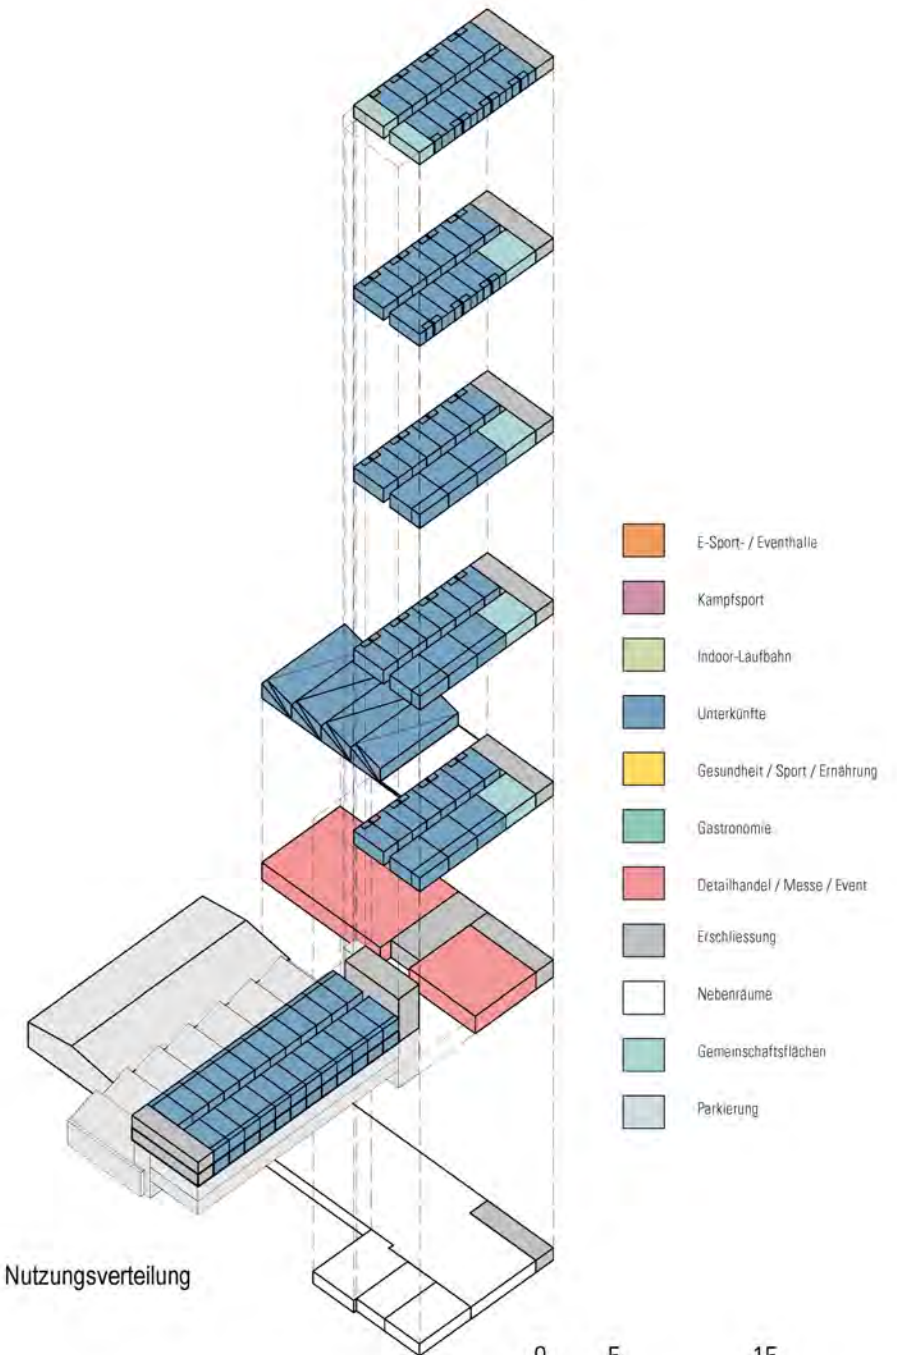 E-Sport- / Eventhalle
Kampfsport
Indoor-Laufbahn
Unterkünfte
Gesundheit / Sport / Ernährung
Gastronomie
Detailhandel / Messe / Event
Erschliessung
Nebenräume
Gemeinschaftsflächen
Parkierung
Nutzungsverteilung
0 5 15